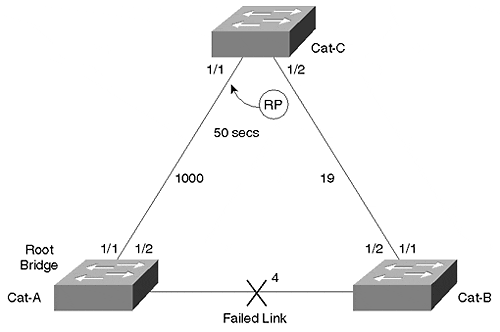 Cat-C
1/1
1/2
RP
50 secs
1000
19
Root
Bridge
1/1
1/2
1/2
1/1
4
Cat-A
Cat-B
Failed Link